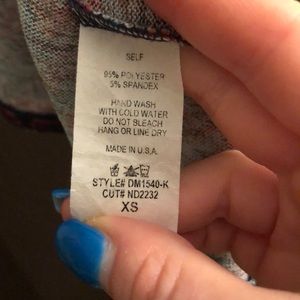 SELF
95% POLYESTER
5% SPANDEX
HAND WASH
WITH COLD WATER
DO NOT BLEACH
HANG OR LINE DRY
MADE IN U.S.A.
STYLE# DM1540-K
CUT# ND2232
XS